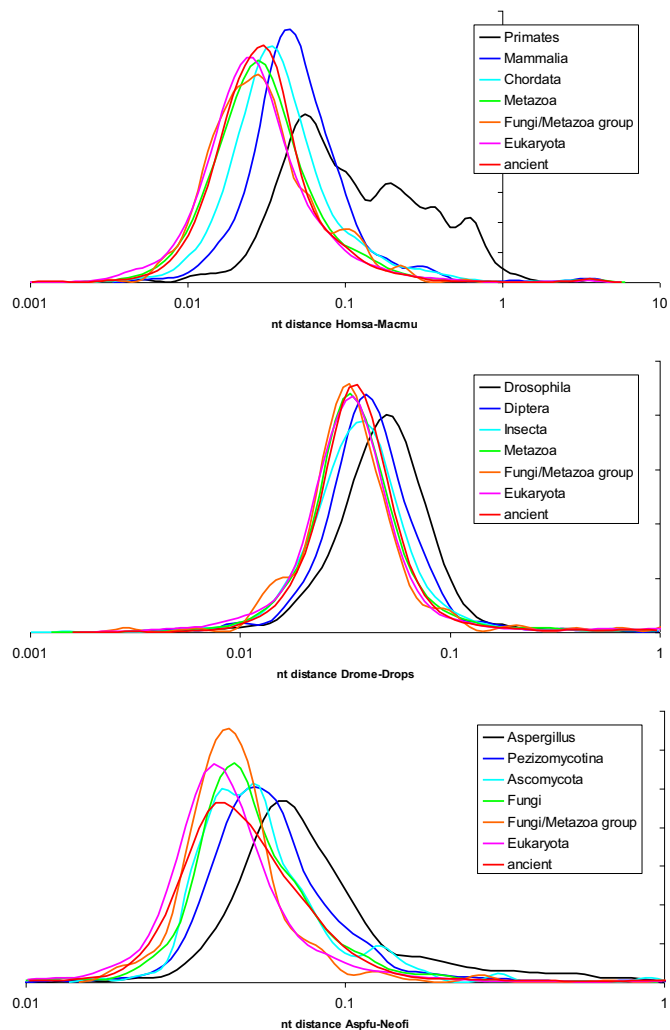 Primates
Mammalia
Chordata
Metazoa
Fungi/Metazoa group
Eukaryota
ancient
0.001 0.01 0.1 1 10
nt distance Homsa-Macmu
Drosophila
Diptera
Insecta
Metazoa
Fungi/Metazoa group
Eukaryota
ancient
0.001 0.01 0.1 1
nt distance Drome-Drops
Aspergillus
Pezizomycotina
Ascomycota
Fungi
Fungi/Metazoa group
Eukaryota
ancient
0.01 0.1 1
nt distance Aspfu-Neofi